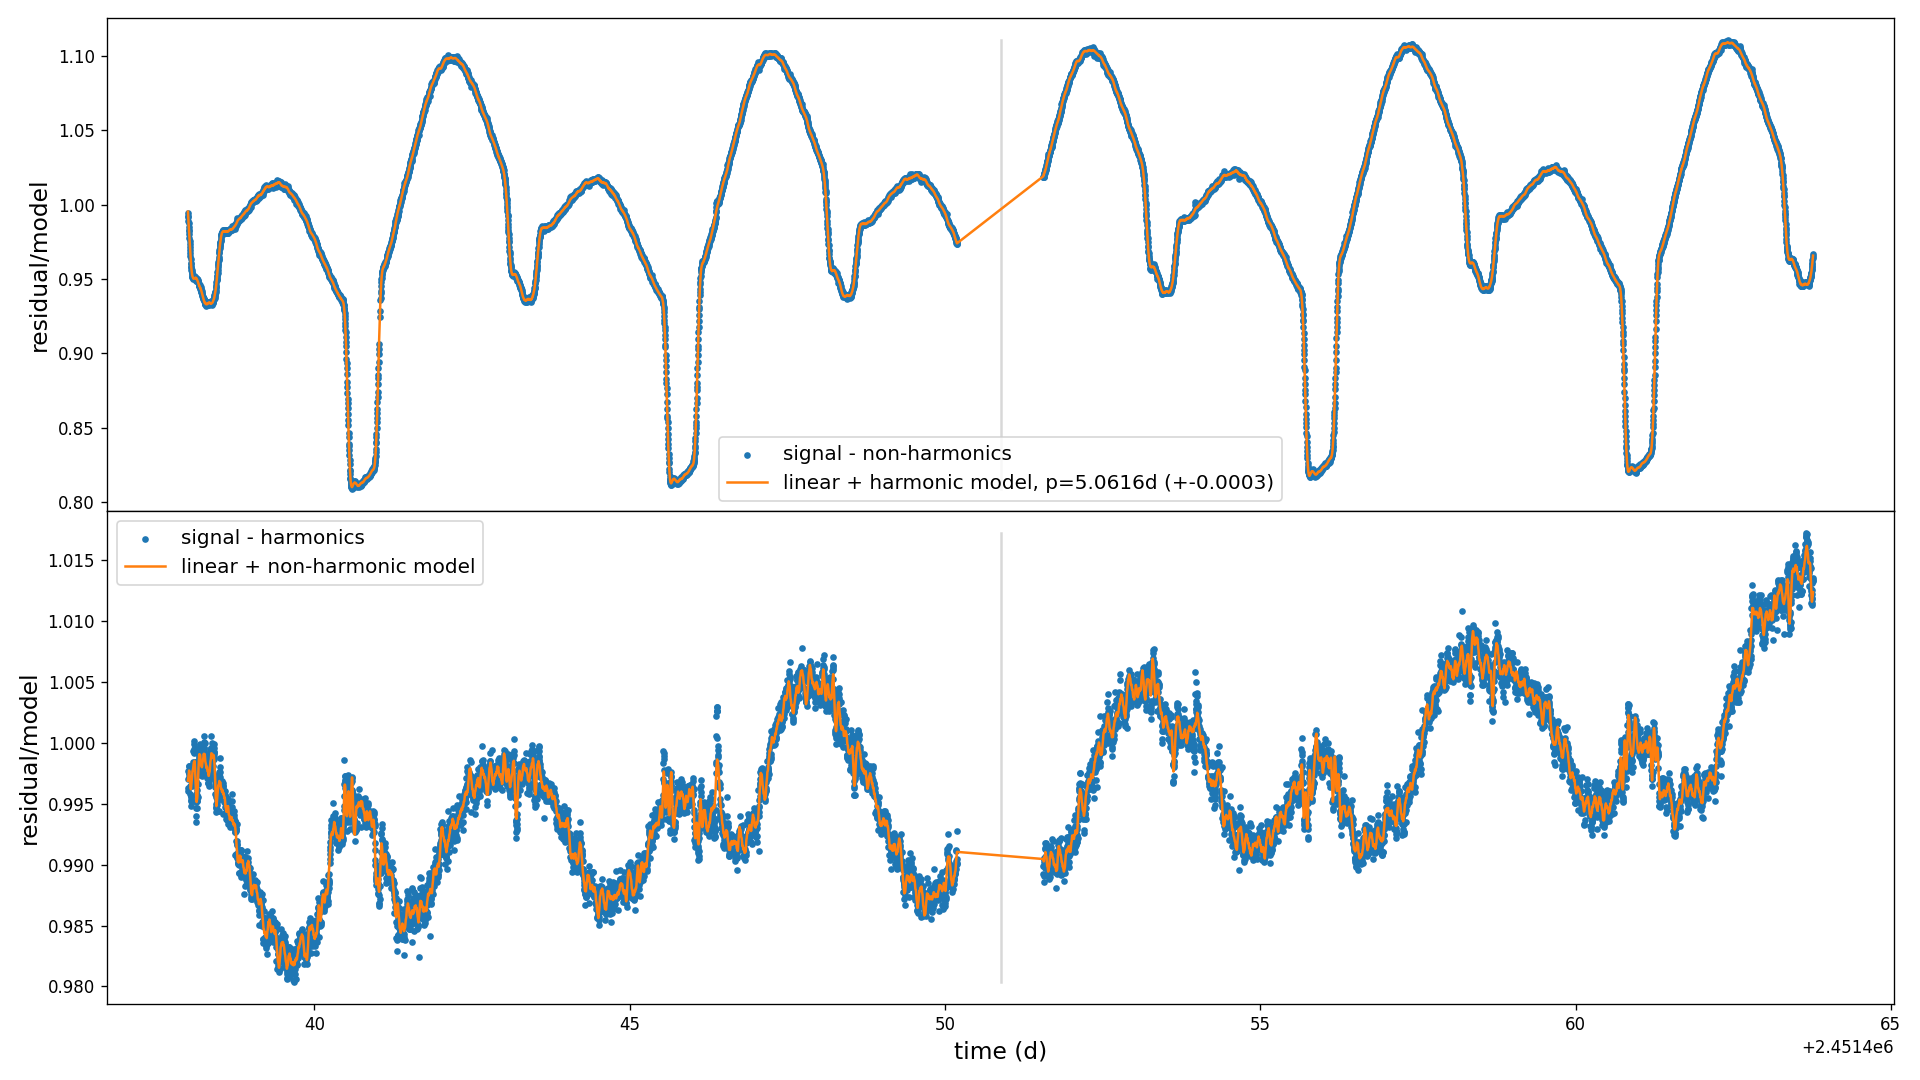 1.10
1.05
1.00
0.95
0.90
0.85
0.80
residual/model
signal - non-harmonics
linear + harmonic model, p=5.0616d (+-0.0003)
signal - harmonics
linear + non-harmonic model
1.015
1.010
1.005
1.000
0.995
0.990
0.985
0.980
residual/model
40 45 50 55 60 65
time (d)
+2.4514e6